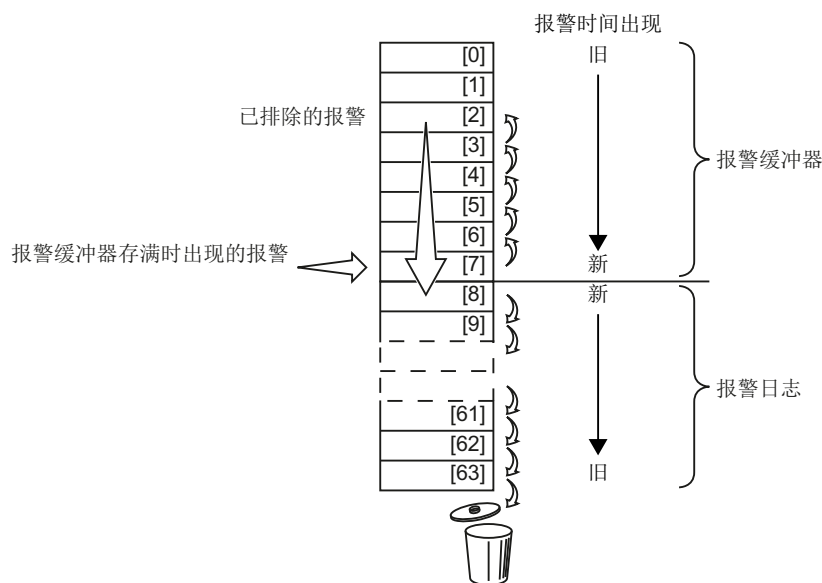 报警时间出现
[0]
旧
[1]
已排除的报警
[2]
[3]
[4]
报警缓冲器
[5]
[6]
报警缓冲器存满时出现的报警
[7]
新
[8]
新
[9]
报警日志
[61]
[62]
[63]
旧